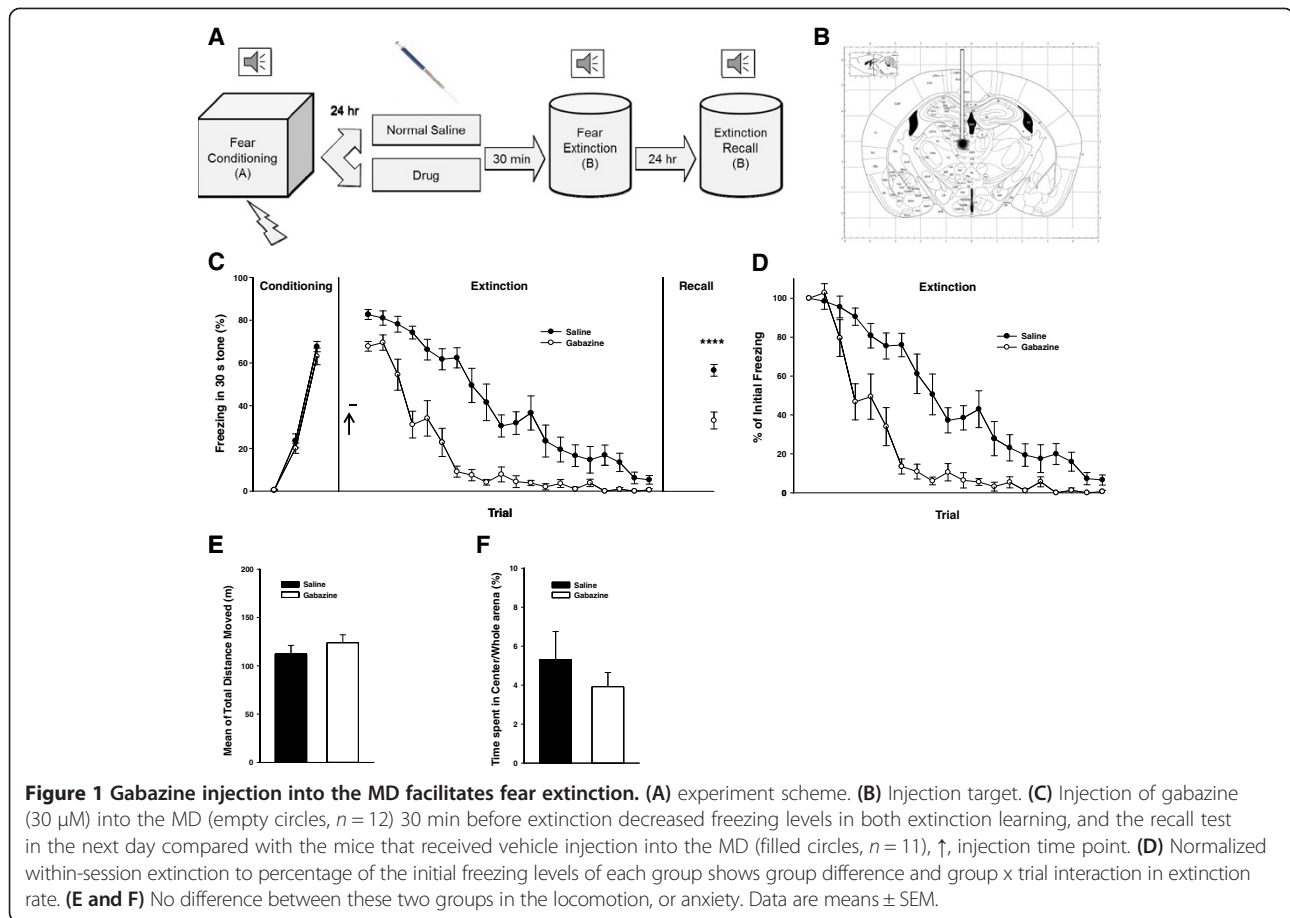 A
24 hr
Fear
Conditioning
(A)
Normal Saline
Drug
30 min
Fear
Extinction
(B)
24 hr
Extinction
Recall
(B)
B
C
Freezing in 30 s tone (%)
100
80
60
40
20
0
Conditioning
Extinction
Recall
Saline
Gabazine
****
Trial
D
% of Initial Freezing
100
80
60
40
20
0
Extinction
Saline
Gabazine
Trial
E
Mean of Total Distance Moved (m)
200
150
100
50
0
Saline
Gabazine
F
Time spent in Center/Whole arena (%)
10
8
6
4
2
0
Saline
Gabazine
Figure 1 Gabazine injection into the MD facilitates fear extinction. (A) experiment scheme. (B) Injection target. (C) Injection of gabazine
(30 μM) into the MD (empty circles, n = 12) 30 min before extinction decreased freezing levels in both extinction learning, and the recall test
in the next day compared with the mice that received vehicle injection into the MD (filled circles, n = 11), ↑, injection time point. (D) Normalized
within-session extinction to percentage of the initial freezing levels of each group shows group difference and group x trial interaction in extinction
rate. (E and F) No difference between these two groups in the locomotion, or anxiety. Data are means ± SEM.